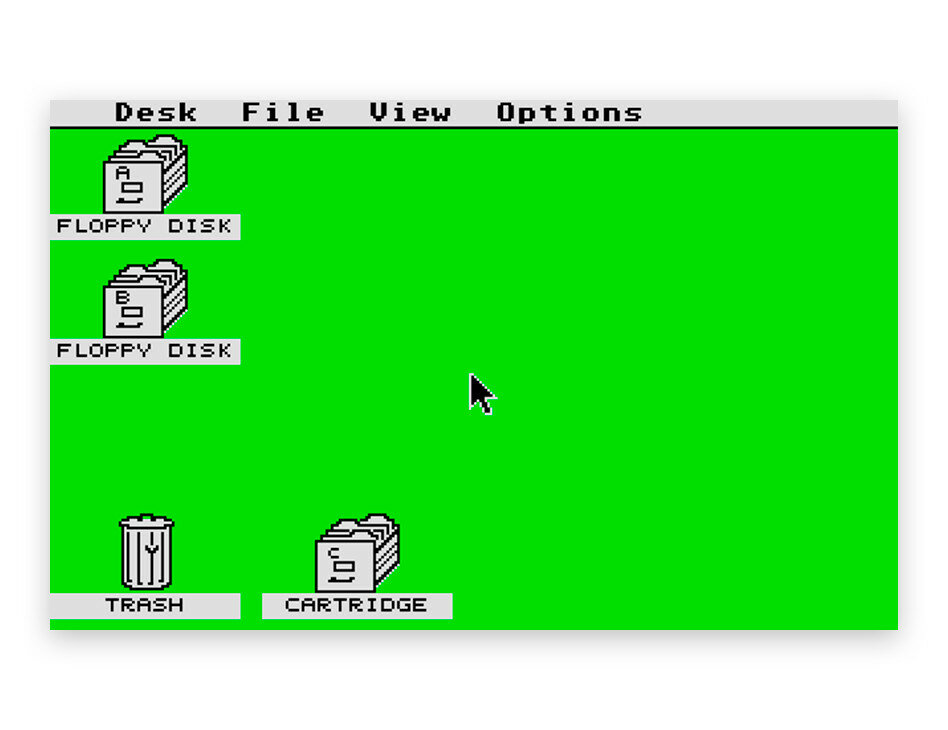 Desk File View Options
A
FLOPPY DISK
B
FLOPPY DISK
C
TRASH CARTRIDGE